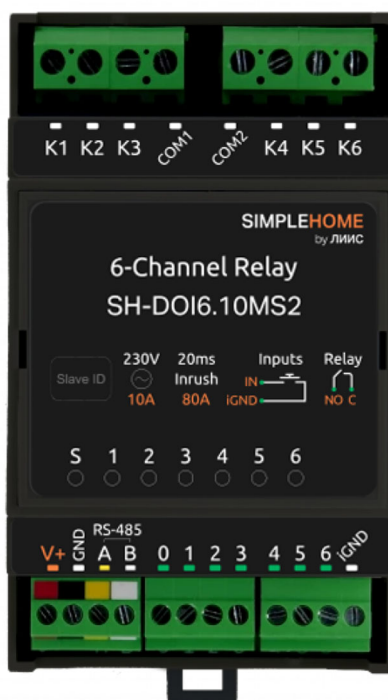 K1 K2 K3 COM1 COM2 K4 K5 K6
SIMPLEHOME
by ЛИИС
6-Channel Relay
SH-DOI6.10MS2
Slave ID
230V
10A
20ms
Inrush
80A
Inputs
IN
iGND
Relay
NO C
S 1 2 3 4 5 6
RS-485
V+ GND A B 0 1 2 3 4 5 6 iGND